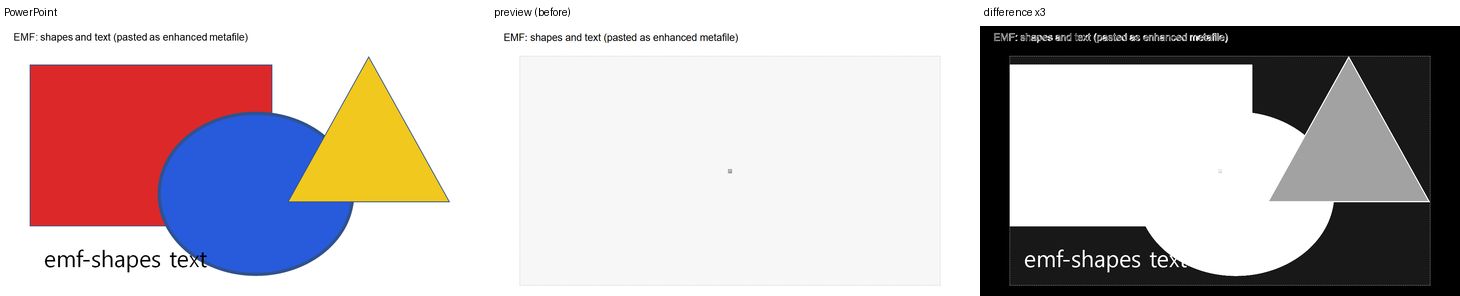 PowerPoint
preview (before)
difference x3
EMF: shapes and text (pasted as enhanced metafile)
EMF: shapes and text (pasted as enhanced metafile)
EMF: shapes and text (pasted as enhanced metafile)
emf-shapes text
emf-shapes text